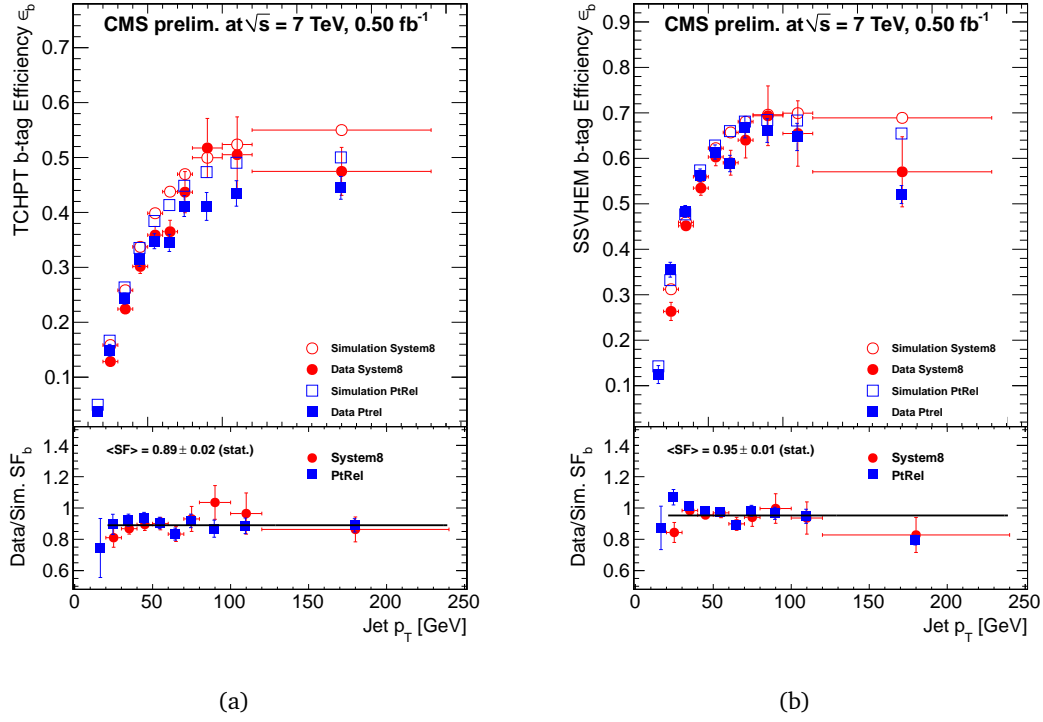 CMS prelim. at √s = 7 TeV, 0.50 fb⁻¹
TCHPT b-tag Efficiency ϵ_b
0.7
0.6
0.5
0.4
0.3
0.2
0.1
Simulation System8
Data System8
Simulation PtRel
Data Ptrel
Data/Sim. SF_b
1.4
1.2
1
0.8
0.6
<SF> = 0.89 ± 0.02 (stat.)
System8
PtRel
0 50 100 150 200 250
Jet p_T [GeV]
(a)
CMS prelim. at √s = 7 TeV, 0.50 fb⁻¹
SSVHEM b-tag Efficiency ϵ_b
0.9
0.8
0.7
0.6
0.5
0.4
0.3
0.2
0.1
Simulation System8
Data System8
Simulation PtRel
Data Ptrel
Data/Sim. SF_b
1.4
1.2
1
0.8
0.6
<SF> = 0.95 ± 0.01 (stat.)
System8
PtRel
0 50 100 150 200 250
Jet p_T [GeV]
(b)